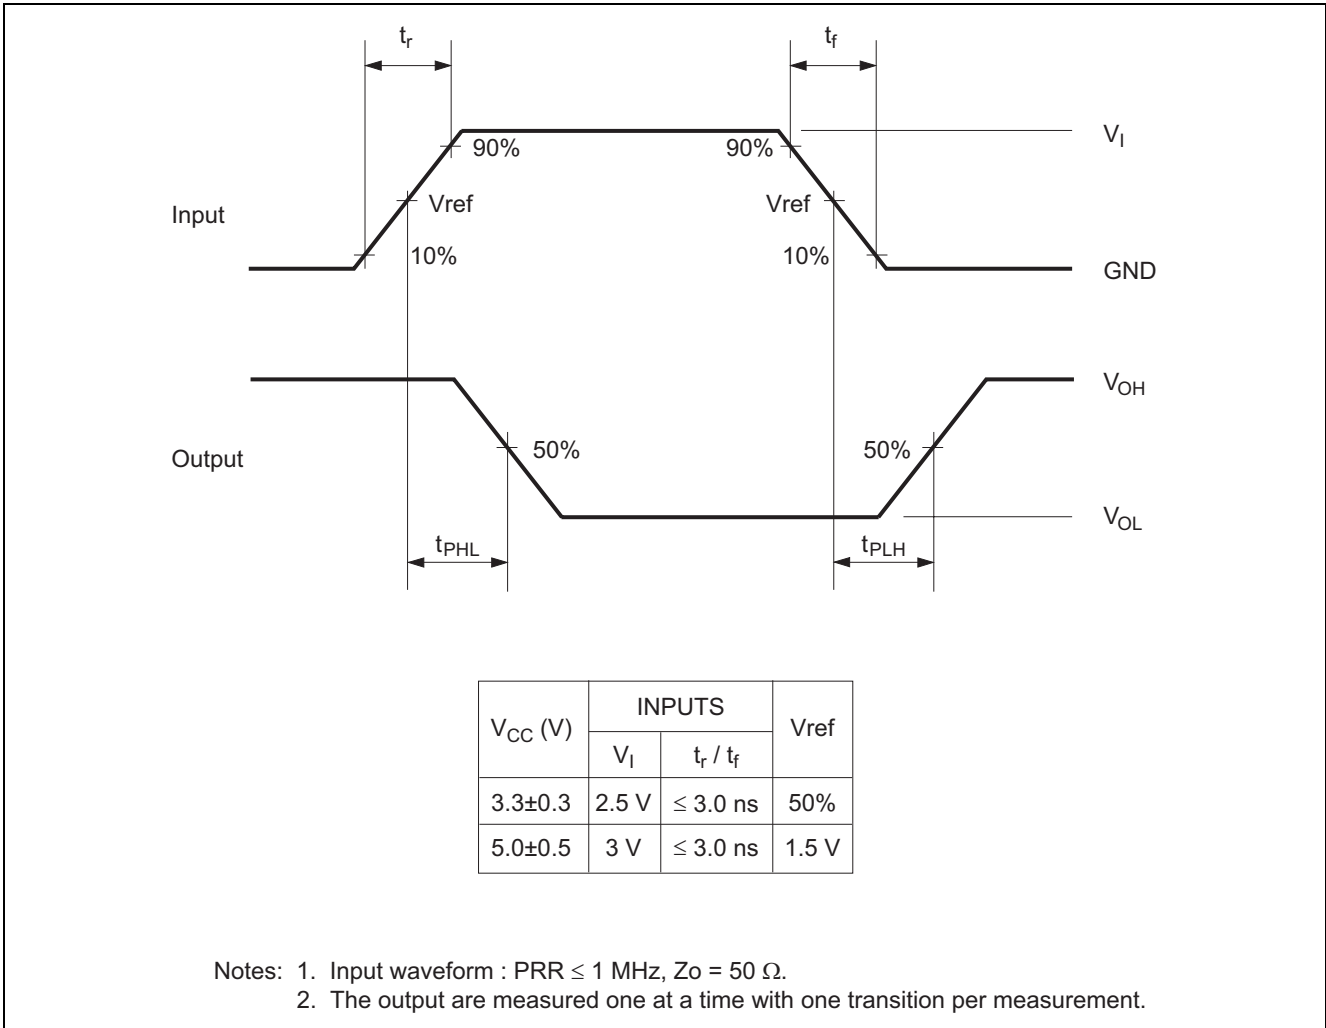 tr
tf
90%
90%
VI
Input
Vref
Vref
10%
10%
GND
VOH
Output
50%
50%
VOL
tPHL
tPLH
VCC (V)
INPUTS
Vref
VI
tr / tf
3.3±0.3 2.5 V ≤ 3.0 ns 50%
5.0±0.5 3 V ≤ 3.0 ns 1.5 V
Notes: 1. Input waveform : PRR ≤ 1 MHz, Zo = 50 Ω.
2. The output are measured one at a time with one transition per measurement.